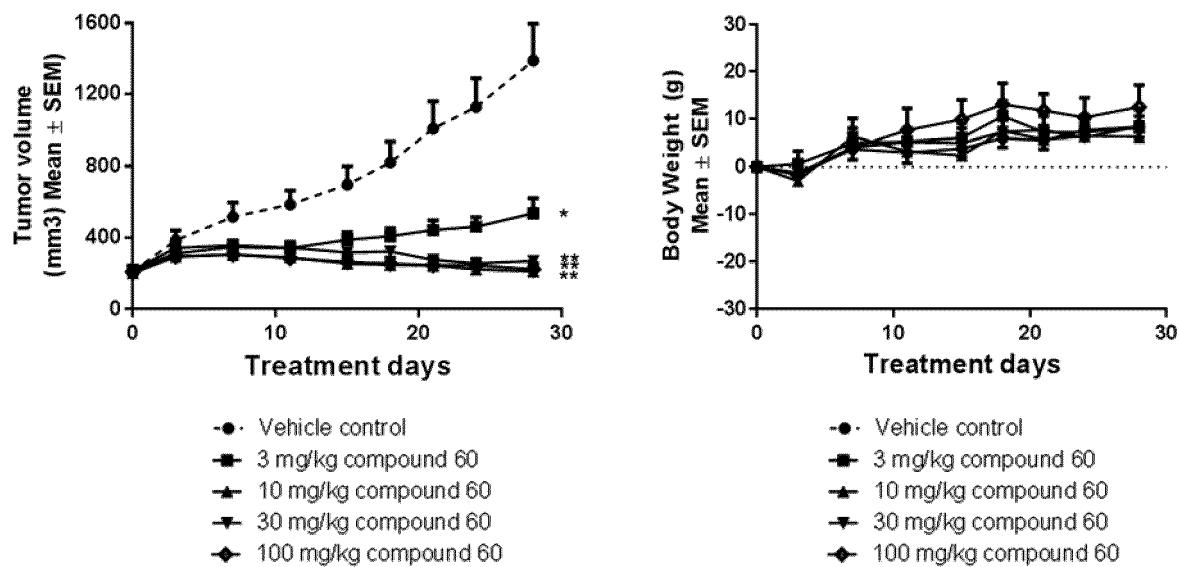 Tumor volume
(mm3) Mean ± SEM)
1600
1200
800
400
0
0
10
20
30
*
**
**
**
Treatment days
Vehicle control
3 mg/kg compound 60
10 mg/kg compound 60
30 mg/kg compound 60
100 mg/kg compound 60
Body Weight (g)
Mean ± SEM
30
20
10
0
-10
-20
-30
0
10
20
30
Treatment days
Vehicle control
3 mg/kg compound 60
10 mg/kg compound 60
30 mg/kg compound 60
100 mg/kg compound 60